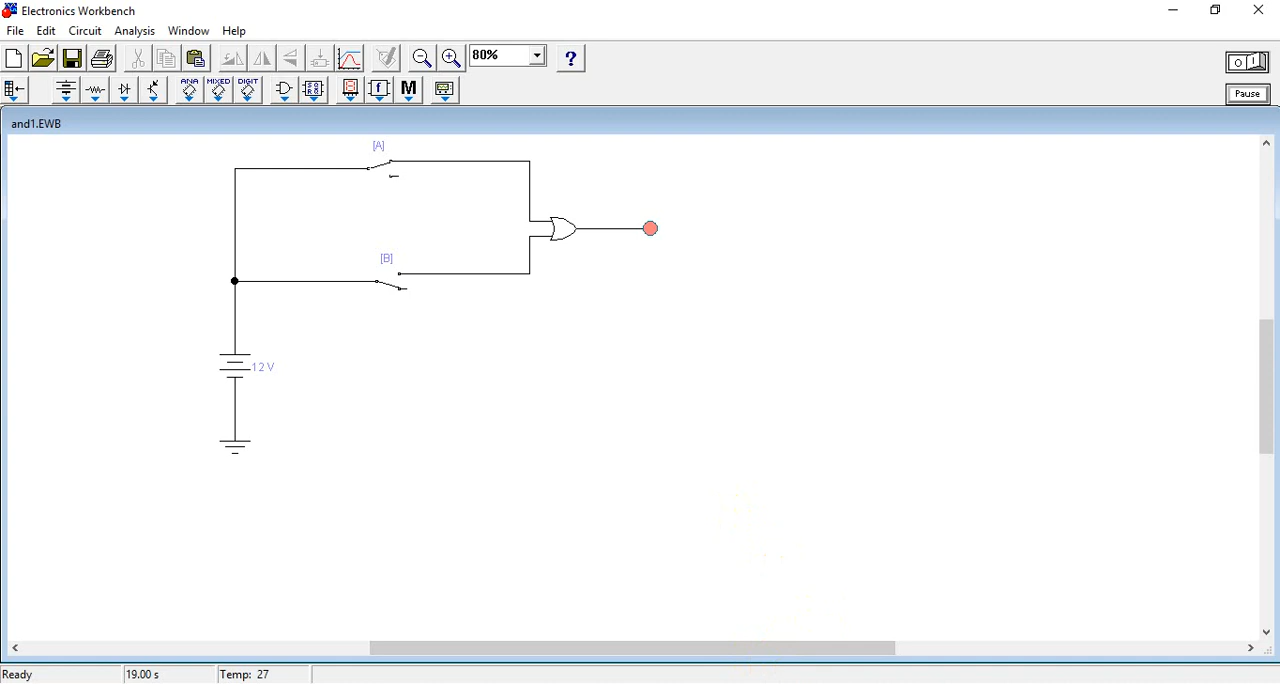 Electronics Workbench
File Edit Circuit Analysis Window Help
80% ?
O I
ANA MIXED DIGIT f M
Pause
and1.EWB
[A]
[B]
12 V
Ready 19.00 s Temp: 27